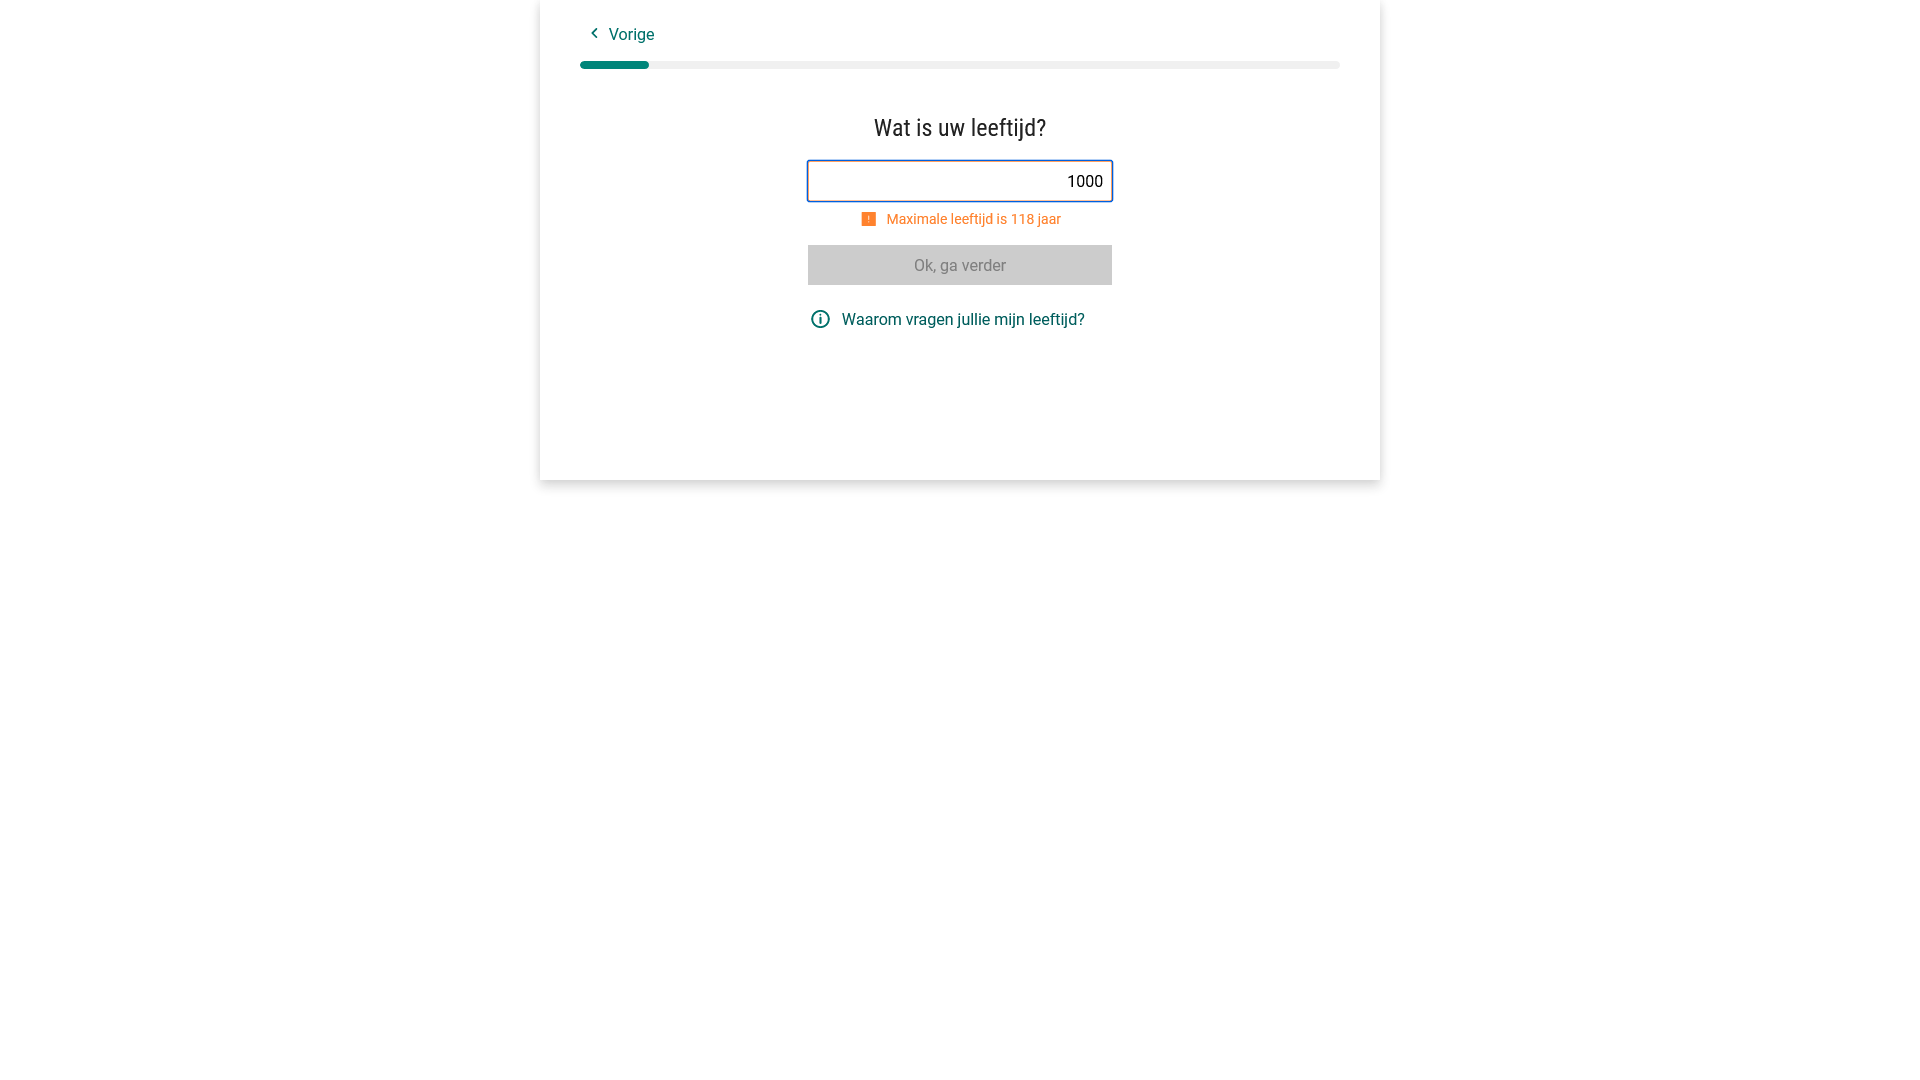 Vorige
Wat is uw leeftijd?
1000
Maximale leeftijd is 118 jaar
Ok, ga verder
Waarom vragen jullie mijn leeftijd?